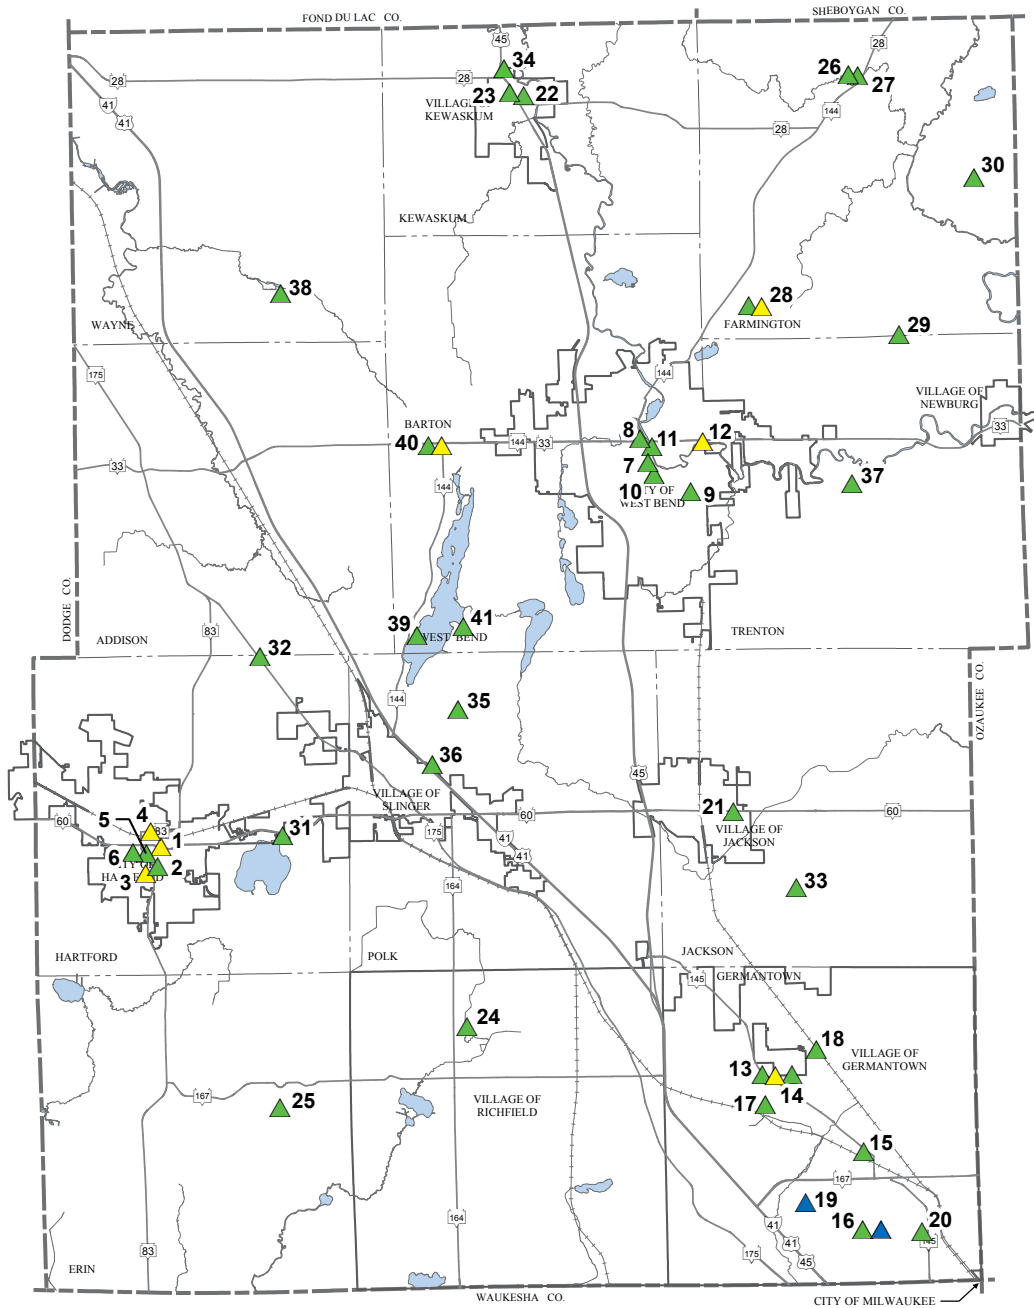 FOND DU LAC CO.
SHEBOYGAN CO.
45
28
34
26
27
28
28
41
41
23
22
VILLAGE OF
KEWASKUM
144
28
30
KEWASKUM
38
28
FARMINGTON
29
WAYNE
175
144
VILLAGE OF
NEWBURG
33
BARTON
40
144
33
8
11
12
7
33
144
10
CITY OF
WEST BEND
9
37
DODGE CO.
83
ADDISON
39
WEST BEND
41
TRENTON
32
OZAUKEE CO.
144
35
36
45
VILLAGE OF
SLINGER
21
60
60
VILLAGE OF
JACKSON
60
5
4
83
1
31
175
41
41
6
2
3
CITY OF
HARTFORD
164
33
HARTFORD
POLK
JACKSON
GERMANTOWN
145
24
18
VILLAGE OF
GERMANTOWN
13
14
17
167
25
VILLAGE OF
RICHFIELD
15
167
19
16
20
145
164
41
41
45
175
83
ERIN
WAUKESHA CO.
CITY OF MILWAUKEE